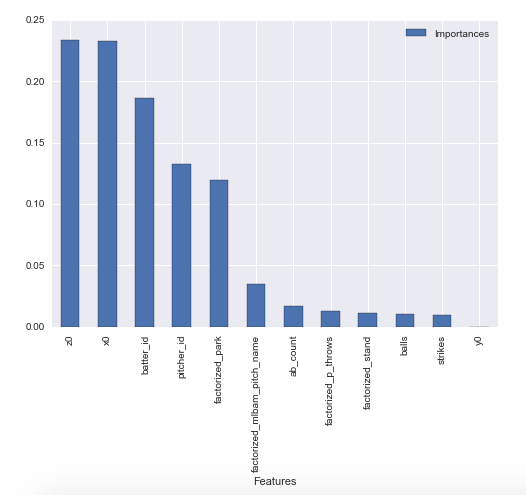 Importances
0.25
0.20
0.15
0.10
0.05
0.00
z0
x0
batter_id
pitcher_id
factorized_park
factorized_mlbam_pitch_name
ab_count
factorized_p_throws
factorized_stand
balls
strikes
y0
Features